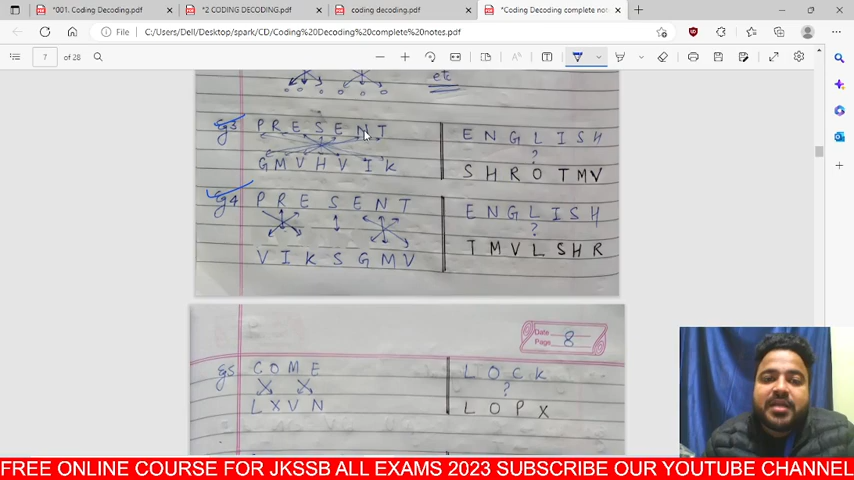 *001. Coding Decoding.pdf
*2 CODING DECODING.pdf
coding decoding.pdf
*Coding Decoding complete no
File
C:/Users/Dell/Desktop/spark/CD/Coding%20Decoding%20complete%20notes.pdf
7 of 28
etc
Eg3 P R E S E N T
G M V H V I K
E N G L I S H
?
S H R O T M V
Eg4 P R E S E N T
V I K S G M V
E N G L I S H
?
T M V L S H R
Date
Page 8
Eg5 C O M E
L X V N
L O C K
?
L O P X
FREE ONLINE COURSE FOR JKSSB ALL EXAMS 2023 SUBSCRIBE OUR YOUTUBE CHANNEL